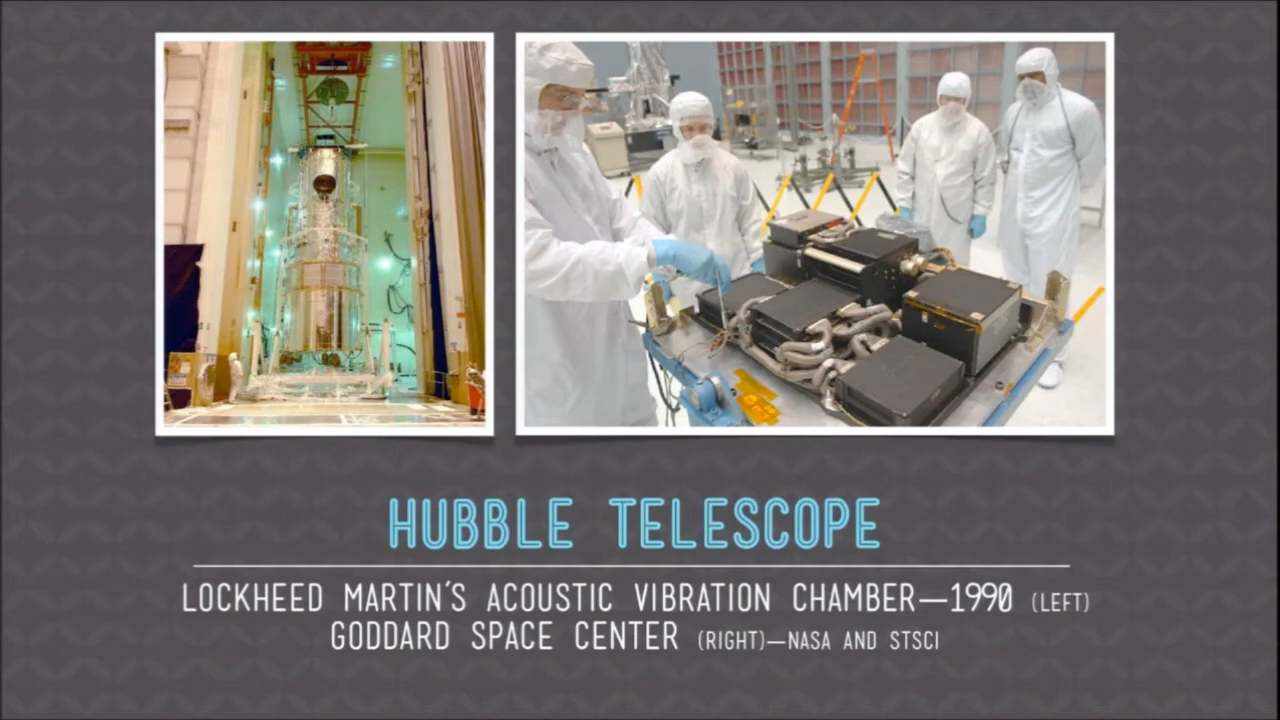 HUBBLE TELESCOPE
LOCKHEED MARTIN'S ACOUSTIC VIBRATION CHAMBER—1990 (LEFT)
GODDARD SPACE CENTER (RIGHT)—NASA AND STSCI